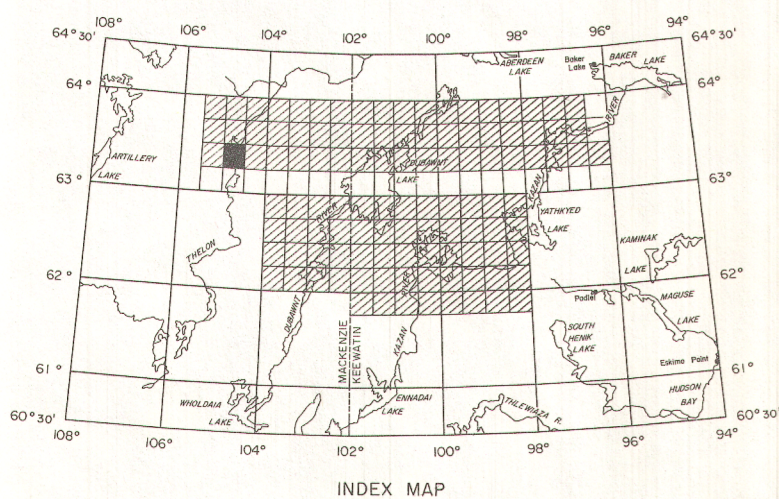 108° 106° 104° 102° 100° 98° 96° 94°
64° 30' 64° 30'
ABERDEEN
LAKE
Baker
Lake
BAKER LAKE
64° 64°
RIVER
R.
ARTILLERY
LAKE
DUBAWNT
LAKE
KAZAN
63° 63°
RIVER
YATHKYED
LAKE
THELON
KAMINAK
LAKE
62° 62°
RIVER
Padlei
MAGUSE
LAKE
DUBAWNT
MACKENZIE
KEEWATIN
KAZAN
SOUTH
HENIK
LAKE
Eskimo Point
61° 61°
WHOLDAIA
LAKE
ENNADAI
LAKE
THLEWIAZA R.
HUDSON
BAY
60° 30' 60° 30'
108° 106° 104° 102° 100° 98° 96° 94°
INDEX MAP